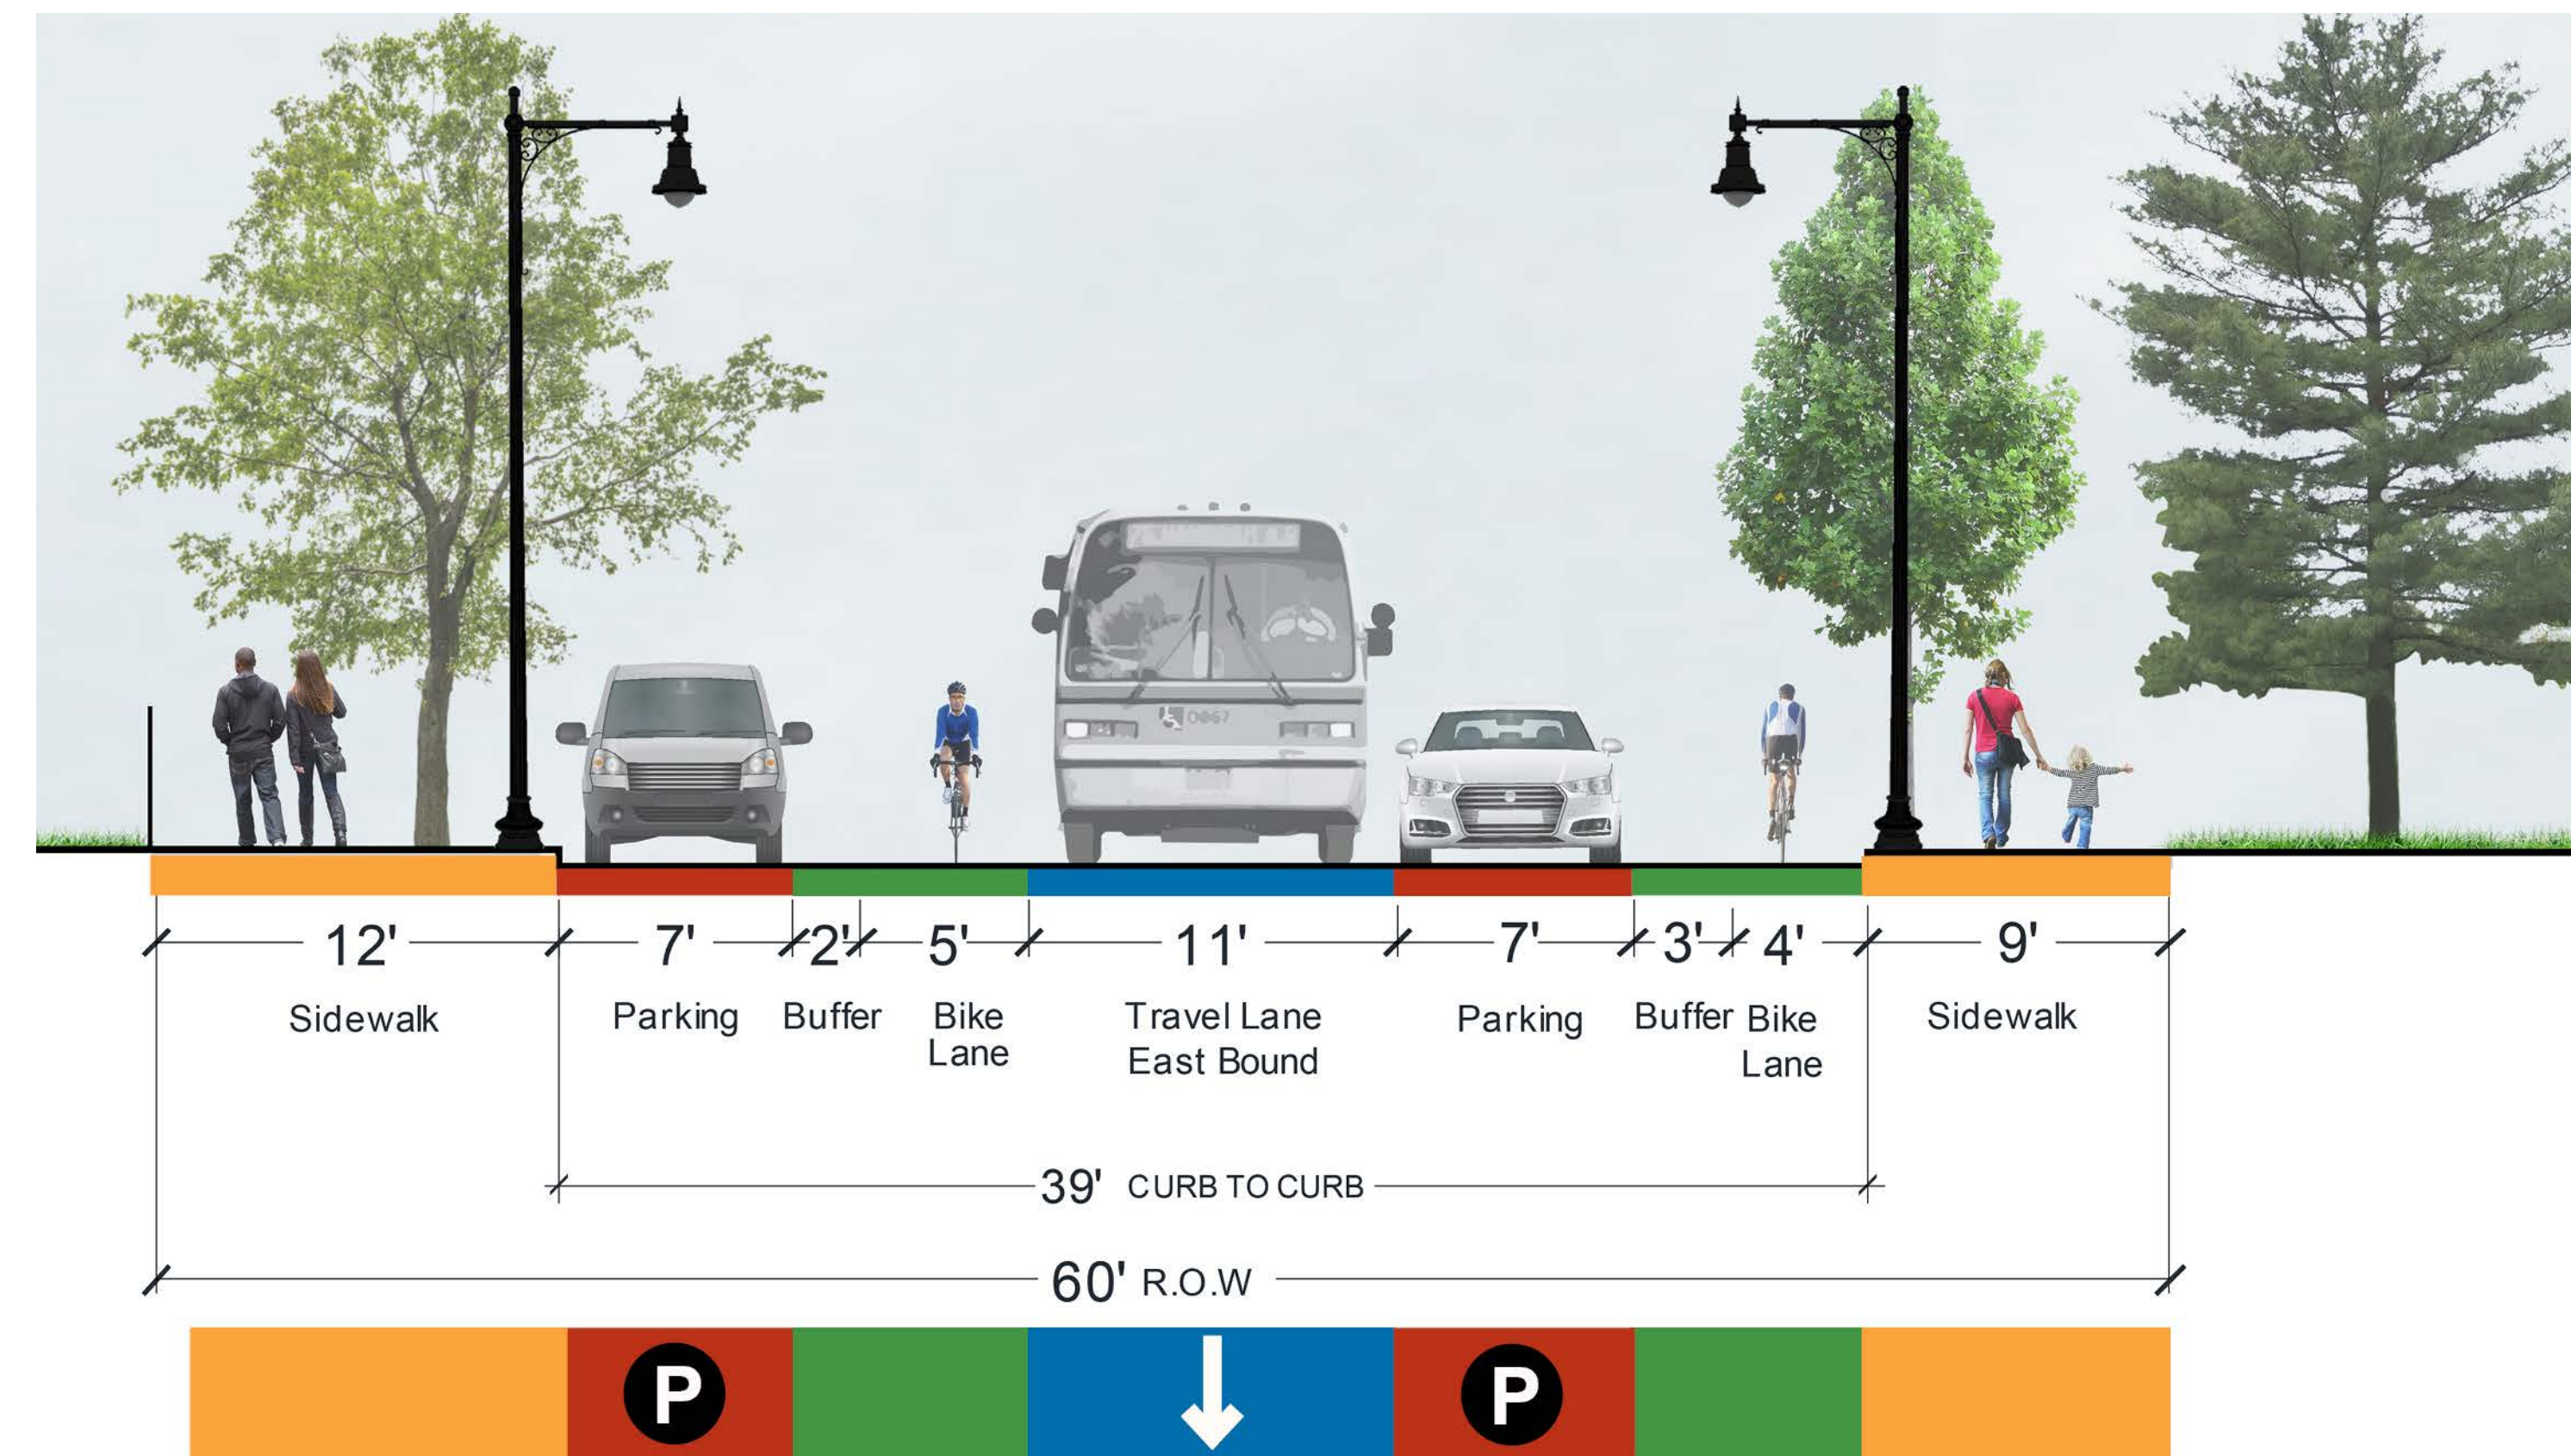 0067
12' 7' 2' 5' 11' 7' 3' 4' 9'
Sidewalk Parking Buffer Bike Lane Travel Lane East Bound Parking Buffer Bike Lane Sidewalk
39' CURB TO CURB
60' R.O.W
P P